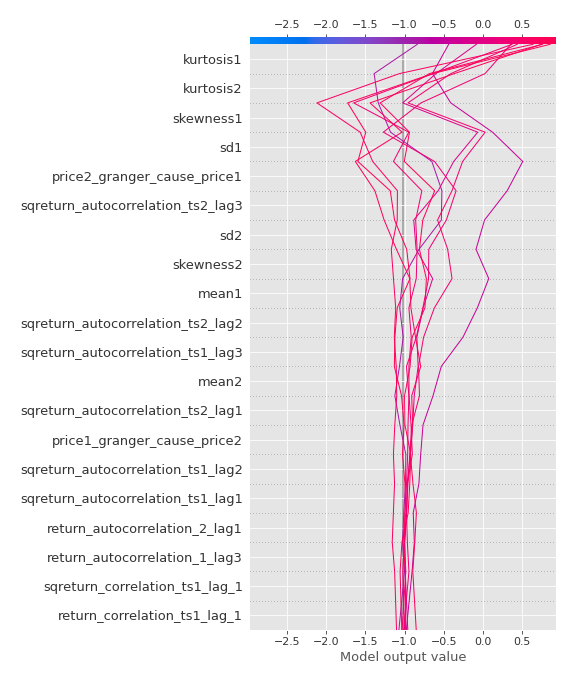 −2.5 −2.0 −1.5 −1.0 −0.5 0.0 0.5
kurtosis1
kurtosis2
skewness1
sd1
price2_granger_cause_price1
sqreturn_autocorrelation_ts2_lag3
sd2
skewness2
mean1
sqreturn_autocorrelation_ts2_lag2
sqreturn_autocorrelation_ts1_lag3
mean2
sqreturn_autocorrelation_ts2_lag1
price1_granger_cause_price2
sqreturn_autocorrelation_ts1_lag2
sqreturn_autocorrelation_ts1_lag1
return_autocorrelation_2_lag1
return_autocorrelation_1_lag3
sqreturn_correlation_ts1_lag_1
return_correlation_ts1_lag_1
−2.5 −2.0 −1.5 −1.0 −0.5 0.0 0.5
Model output value